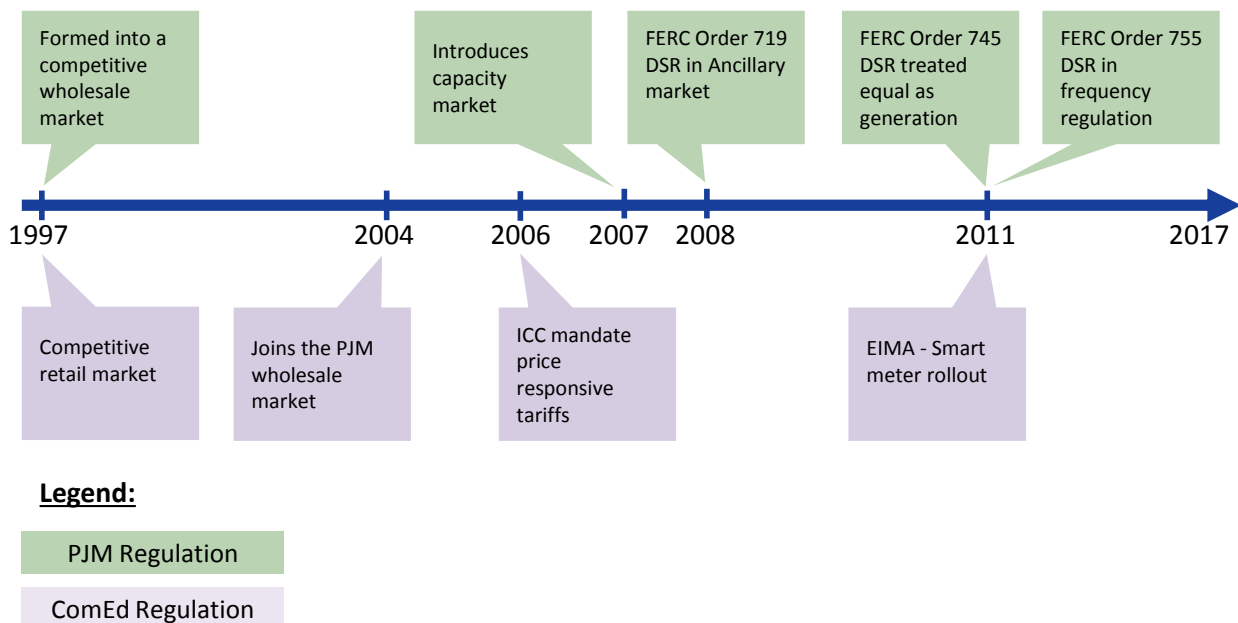 Formed into a
competitive
wholesale
market
Introduces
capacity
market
FERC Order 719
DSR in Ancillary
market
FERC Order 745
DSR treated
equal as
generation
FERC Order 755
DSR in
frequency
regulation
1997
2004
2006
2007
2008
2011
2017
Competitive
retail market
Joins the PJM
wholesale
market
ICC mandate
price
responsive
tariffs
EIMA - Smart
meter rollout
Legend:
PJM Regulation
ComEd Regulation